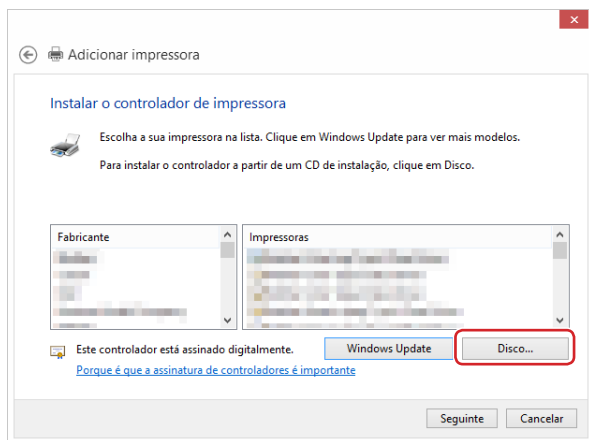 Adicionar impressora
Instalar o controlador de impressora
Escolha a sua impressora na lista. Clique em Windows Update para ver mais modelos.
Para instalar o controlador a partir de um CD de instalação, clique em Disco.
Fabricante
Impressoras
Este controlador está assinado digitalmente.
Windows Update
Disco...
Porque é que a assinatura de controladores é importante
Seguinte
Cancelar